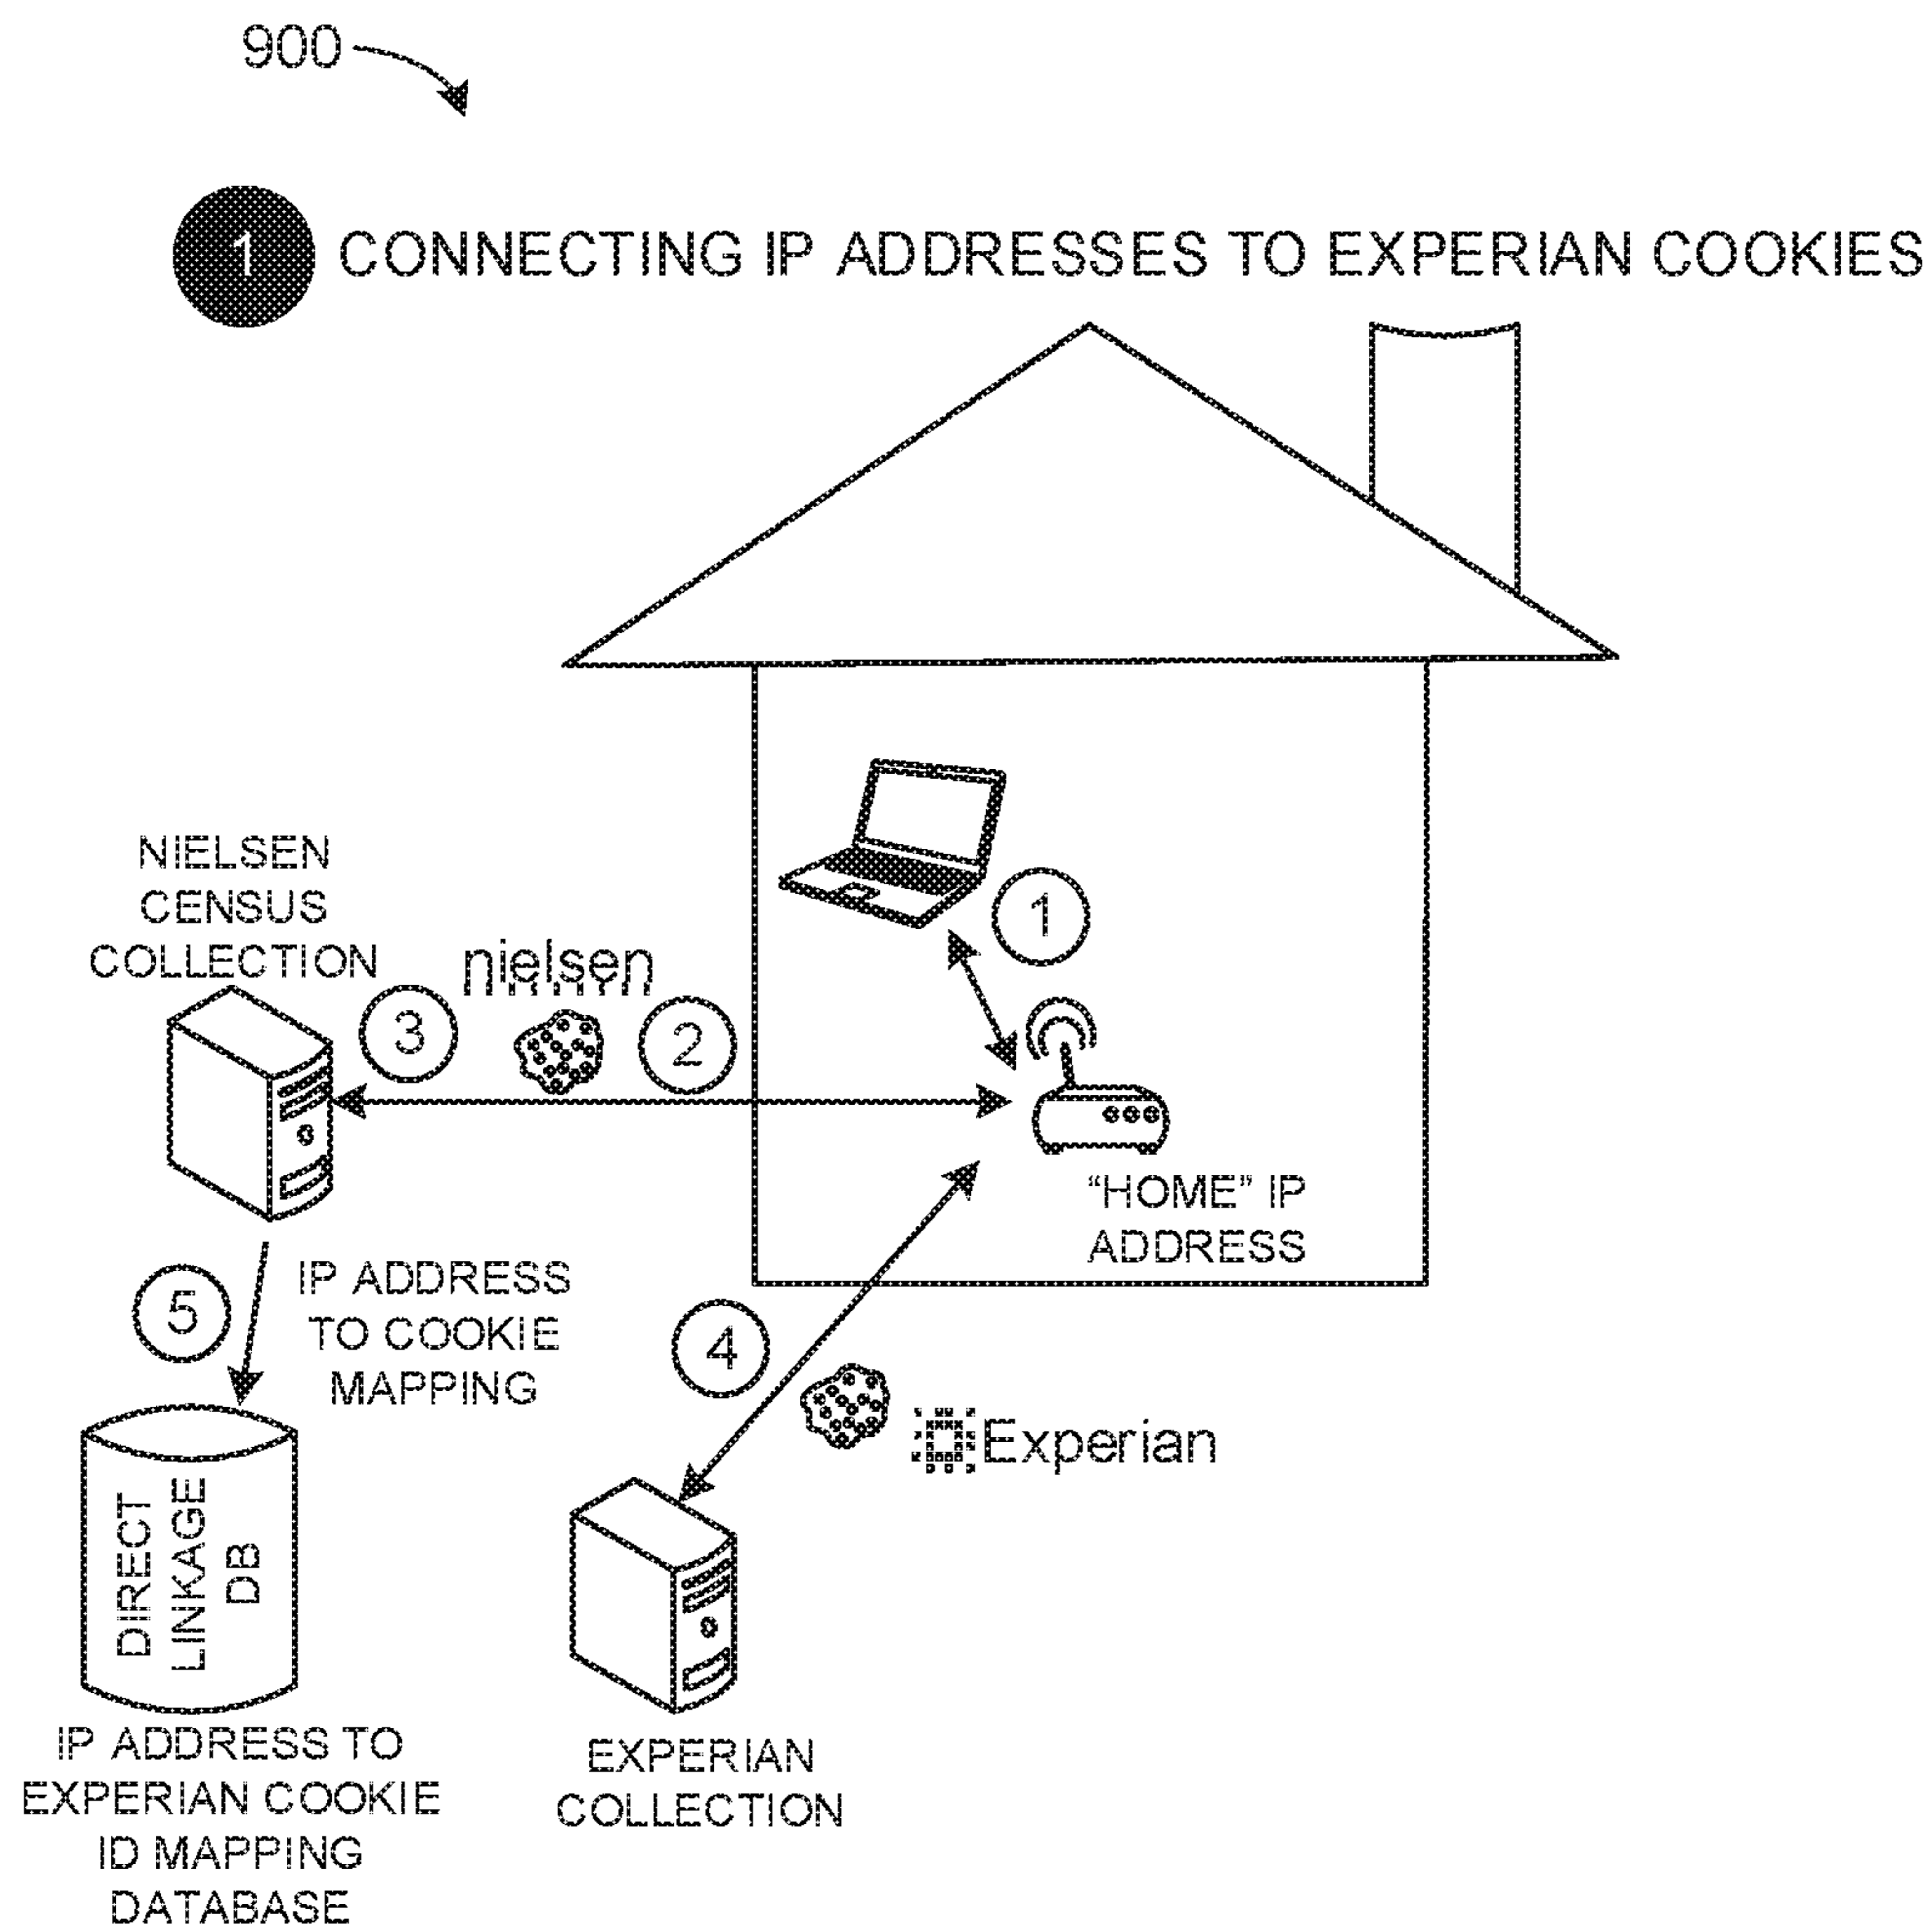 900
1 CONNECTING IP ADDRESSES TO EXPERIAN COOKIES
NIELSEN
CENSUS
COLLECTION
nielsen
1
3
2
"HOME" IP
ADDRESS
5
IP ADDRESS
TO COOKIE
MAPPING
4
Experian
DIRECT
LINKAGE
DB
IP ADDRESS TO
EXPERIAN COOKIE
ID MAPPING
DATABASE
EXPERIAN
COLLECTION